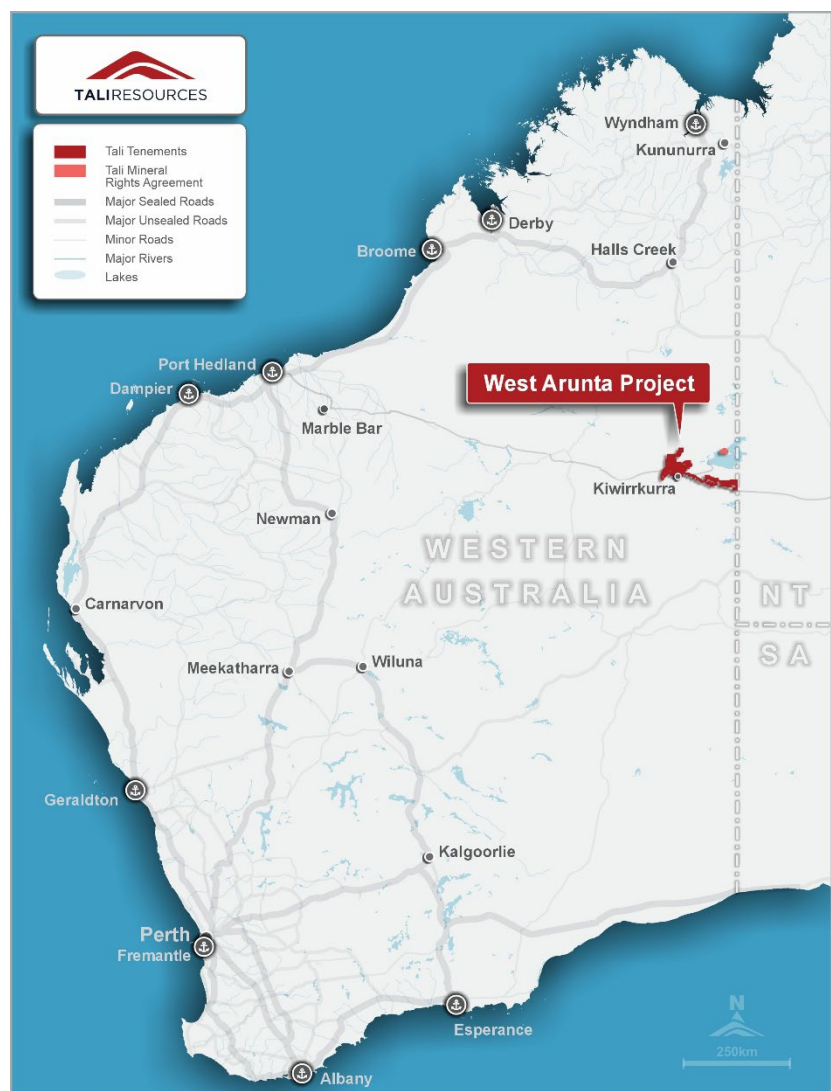 TALIRESOURCES
Tali Tenements
Tali Mineral
Rights Agreement
Major Sealed Roads
Major Unsealed Roads
Minor Roads
Major Rivers
Lakes
Wyndham
Kununurra
Derby
Broome
Halls Creek
Port Hedland
Dampier
West Arunta Project
Marble Bar
Kiwirrkurra
Newman
WESTERN
AUSTRALIA
NT
SA
Carnarvon
Meekatharra
Wiluna
Geraldton
Kalgoorlie
Perth
Fremantle
Esperance
N
250km
Albany